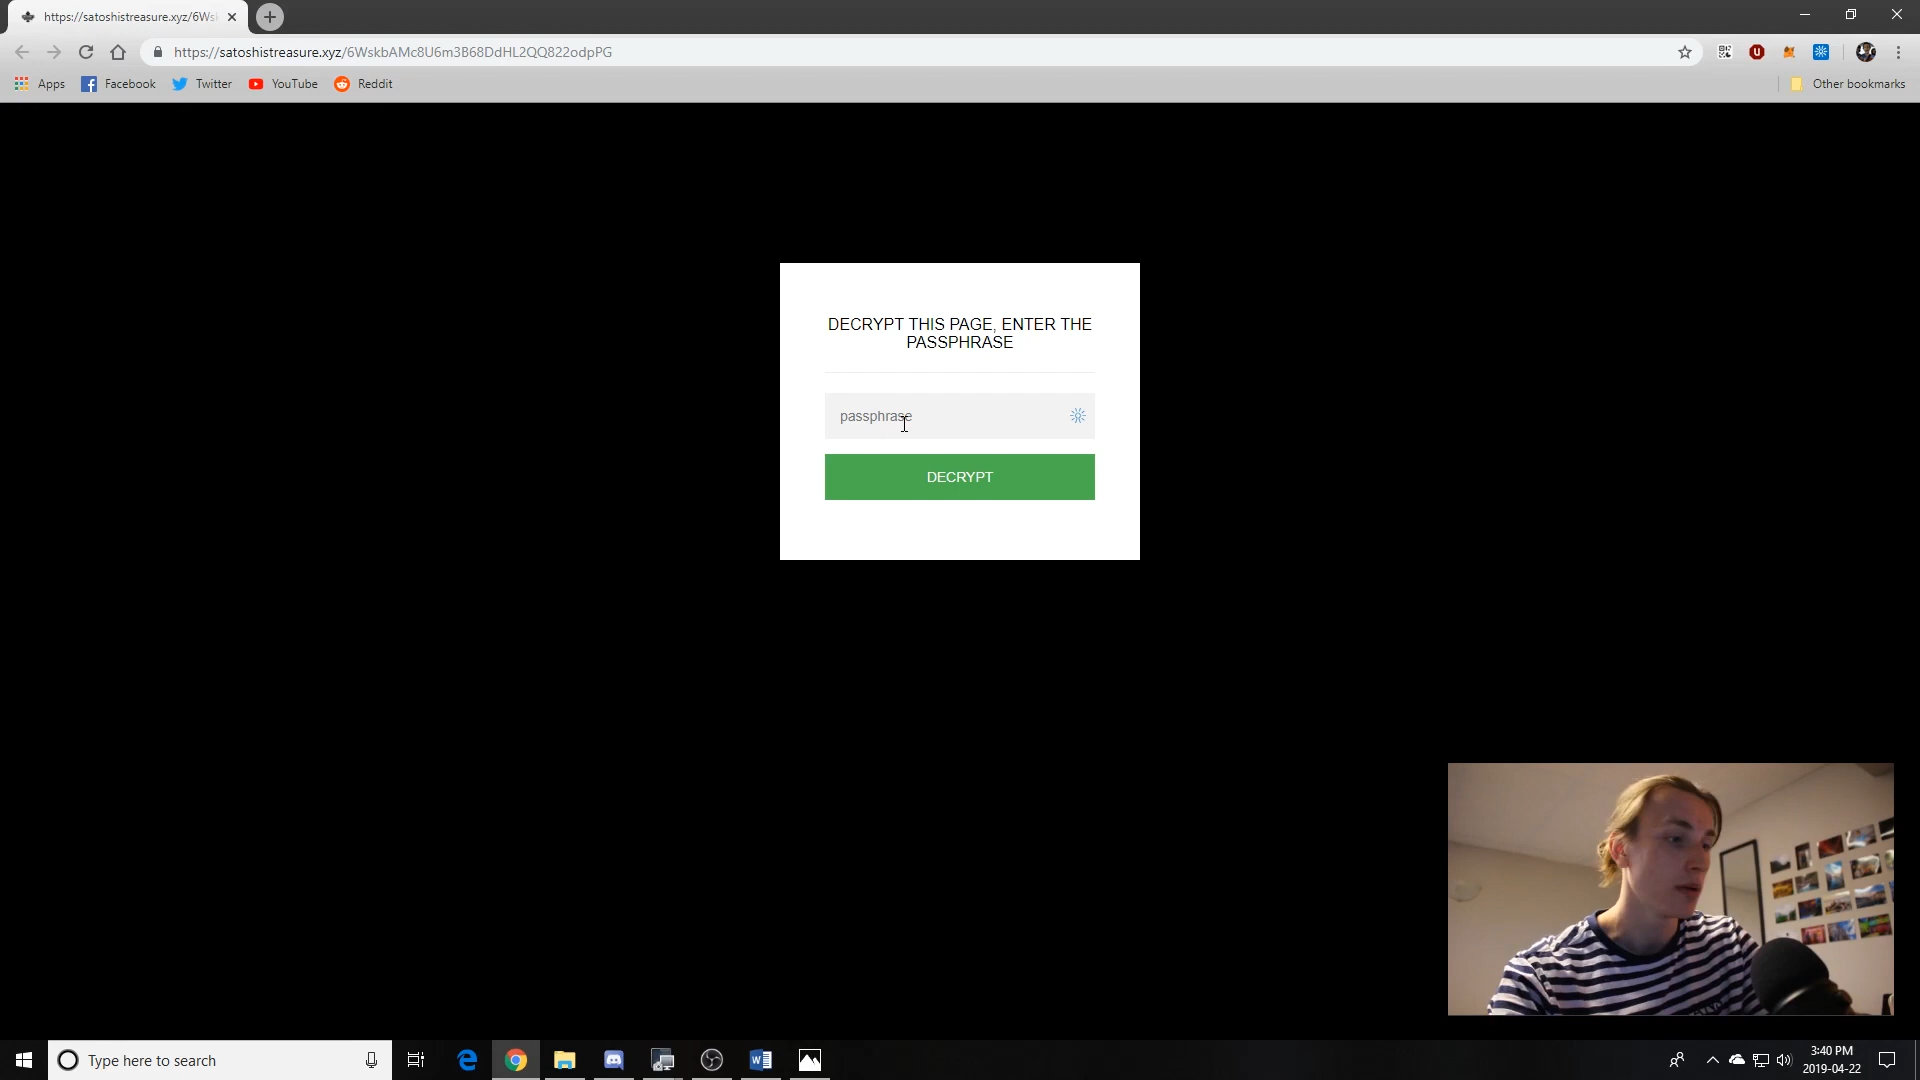 https://satoshistreasure.xyz/6Wsk
https://satoshistreasure.xyz/6WskbAMc8U6m3B68DdHL2QQ822odpPG
Apps Facebook Twitter YouTube Reddit Other bookmarks
DECRYPT THIS PAGE, ENTER THE
PASSPHRASE
passphrase
DECRYPT
Type here to search
3:40 PM
2019-04-22